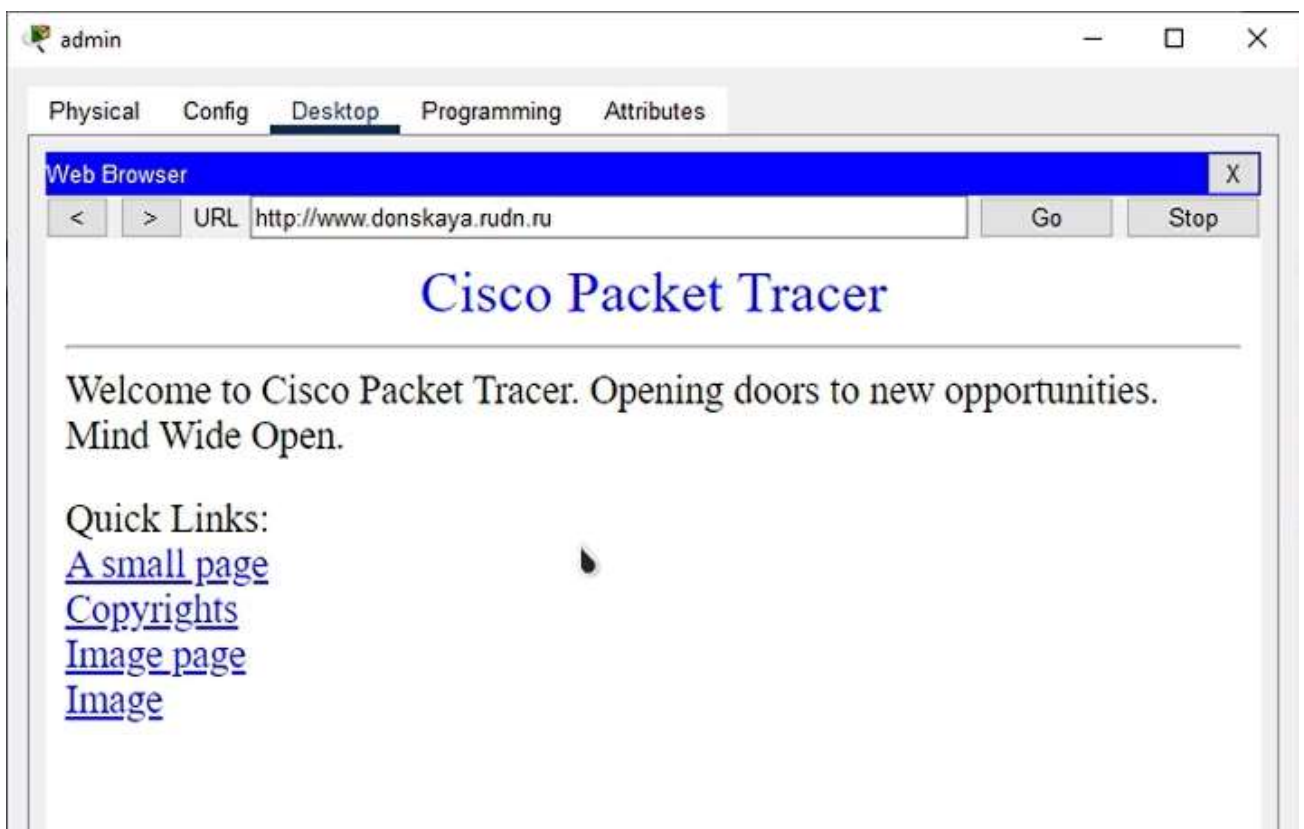 admin
Physical Config Desktop Programming Attributes
Web Browser X
< > URL http://www.donskaya.rudn.ru Go Stop
Cisco Packet Tracer
Welcome to Cisco Packet Tracer. Opening doors to new opportunities.
Mind Wide Open.
Quick Links:
A small page
Copyrights
Image page
Image